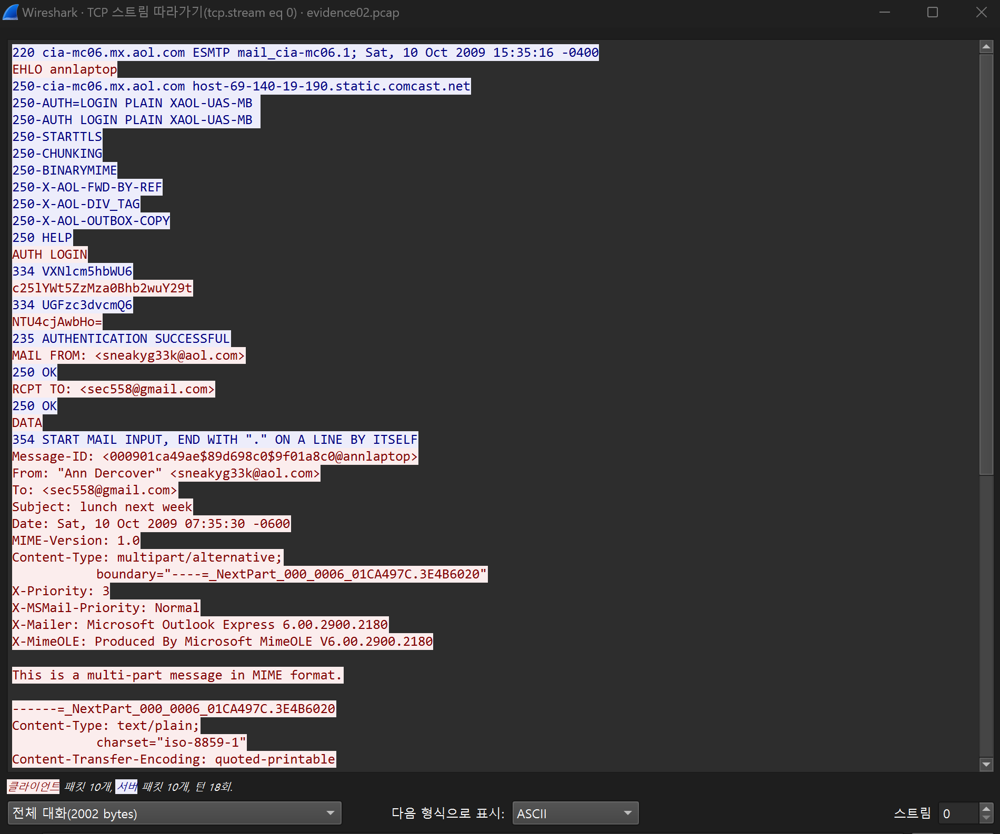 Wireshark · TCP 스트림 따라가기(tcp.stream eq 0) · evidence02.pcap
220 cia-mc06.mx.aol.com ESMTP mail_cia-mc06.1; Sat, 10 Oct 2009 15:35:16 -0400
EHLO annlaptop
250-cia-mc06.mx.aol.com host-69-140-19-190.static.comcast.net
250-AUTH=LOGIN PLAIN XAOL-UAS-MB
250-AUTH LOGIN PLAIN XAOL-UAS-MB
250-STARTTLS
250-CHUNKING
250-BINARYMIME
250-X-AOL-FWD-BY-REF
250-X-AOL-DIV_TAG
250-X-AOL-OUTBOX-COPY
250 HELP
AUTH LOGIN
334 VXNlcm5hbWU6
c25lYWt5ZzMza0Bhb2wuY29t
334 UGFzc3dvcmQ6
NTU4cjAwbHo=
235 AUTHENTICATION SUCCESSFUL
MAIL FROM: <sneakyg33k@aol.com>
250 OK
RCPT TO: <sec558@gmail.com>
250 OK
DATA
354 START MAIL INPUT, END WITH "." ON A LINE BY ITSELF
Message-ID: <000901ca49ae$89d698c0$9f01a8c0@annlaptop>
From: "Ann Dercover" <sneakyg33k@aol.com>
To: <sec558@gmail.com>
Subject: lunch next week
Date: Sat, 10 Oct 2009 07:35:30 -0600
MIME-Version: 1.0
Content-Type: multipart/alternative;
boundary="----=_NextPart_000_0006_01CA497C.3E4B6020"
X-Priority: 3
X-MSMail-Priority: Normal
X-Mailer: Microsoft Outlook Express 6.00.2900.2180
X-MimeOLE: Produced By Microsoft MimeOLE V6.00.2900.2180
This is a multi-part message in MIME format.
------=_NextPart_000_0006_01CA497C.3E4B6020
Content-Type: text/plain;
charset="iso-8859-1"
Content-Transfer-Encoding: quoted-printable
클라이언트 패킷 10개, 서버 패킷 10개, 턴 18회.
전체 대화(2002 bytes) 다음 형식으로 표시: ASCII 스트림 0